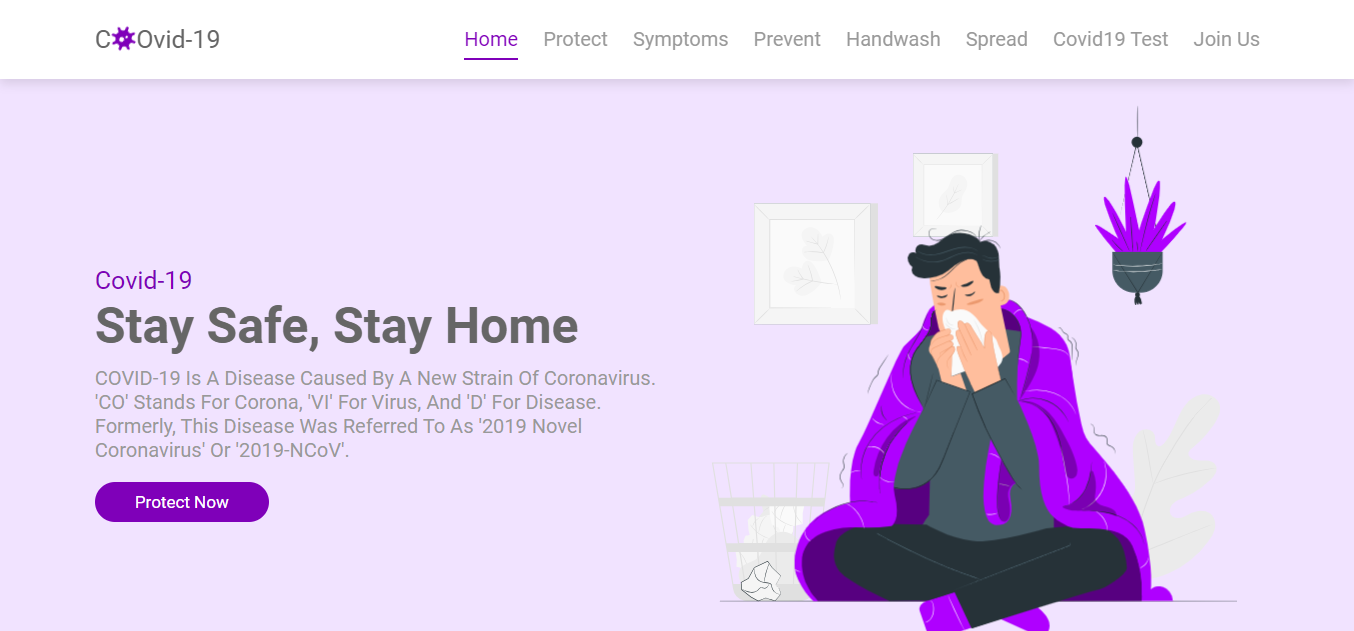 COvid-19
Home Protect Symptoms Prevent Handwash Spread Covid19 Test Join Us
Covid-19
Stay Safe, Stay Home
COVID-19 Is A Disease Caused By A New Strain Of Coronavirus.
'CO' Stands For Corona, 'VI' For Virus, And 'D' For Disease.
Formerly, This Disease Was Referred To As '2019 Novel
Coronavirus' Or '2019-NCoV'.
Protect Now